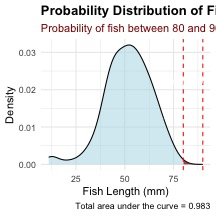 Probability Distribution of Fi
Probability of fish between 80 and 9
0.03
0.02
0.01
0.00
Density
25 50 75
Fish Length (mm)
Total area under the curve = 0.983